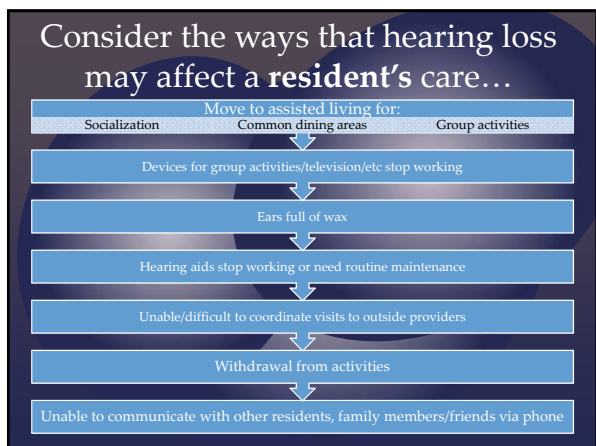 Consider the ways that hearing loss
may affect a resident's care…
Move to assisted living for:
Socialization Common dining areas Group activities
Devices for group activities/television/etc stop working
Ears full of wax
Hearing aids stop working or need routine maintenance
Unable/difficult to coordinate visits to outside providers
Withdrawal from activities
Unable to communicate with other residents, family members/friends via phone